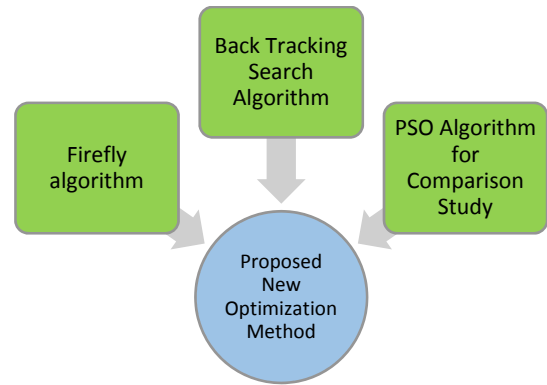 Firefly
algorithm
Back Tracking
Search
Algorithm
PSO Algorithm
for
Comparison
Study
Proposed
New
Optimization
Method